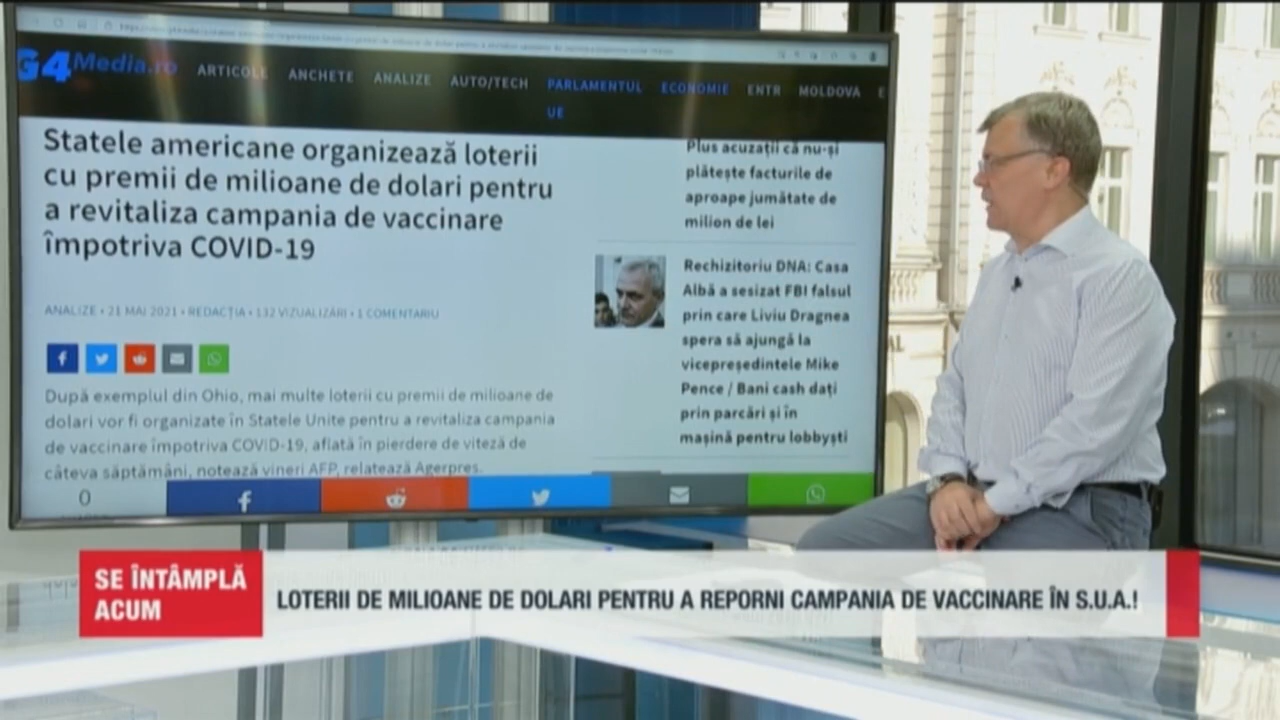 G4Media.ro
ARTICOLE ANCHETE ANALIZE AUTO/TECH PARLAMENTUL UE ECONOMIE ENTR MOLDOVA E
Statele americane organizează loterii
cu premii de milioane de dolari pentru
a revitaliza campania de vaccinare
împotriva COVID-19
ANALIZE • 21 MAI 2021 • REDACȚIA • 132 VIZUALIZĂRI • 1 COMENTARIU
După exemplul din Ohio, mai multe loterii cu premii de milioane de
dolari vor fi organizate în Statele Unite pentru a revitaliza campania
de vaccinare împotriva COVID-19, aflată în pierdere de viteză de
câteva săptămâni, notează vineri AFP, relatează Agerpres.
0
Plus acuzații că nu-și
plătește facturile de
aproape jumătate de
milion de lei
Rechizitoriu DNA: Casa
Albă a sesizat FBI falsul
prin care Liviu Dragnea
spera să ajungă la
vicepreședintele Mike
Pence / Bani cash dați
prin parcări și în
mașină pentru lobbyști
SE ÎNTÂMPLĂ
ACUM
LOTERII DE MILIOANE DE DOLARI PENTRU A REPORNI CAMPANIA DE VACCINARE ÎN S.U.A.!